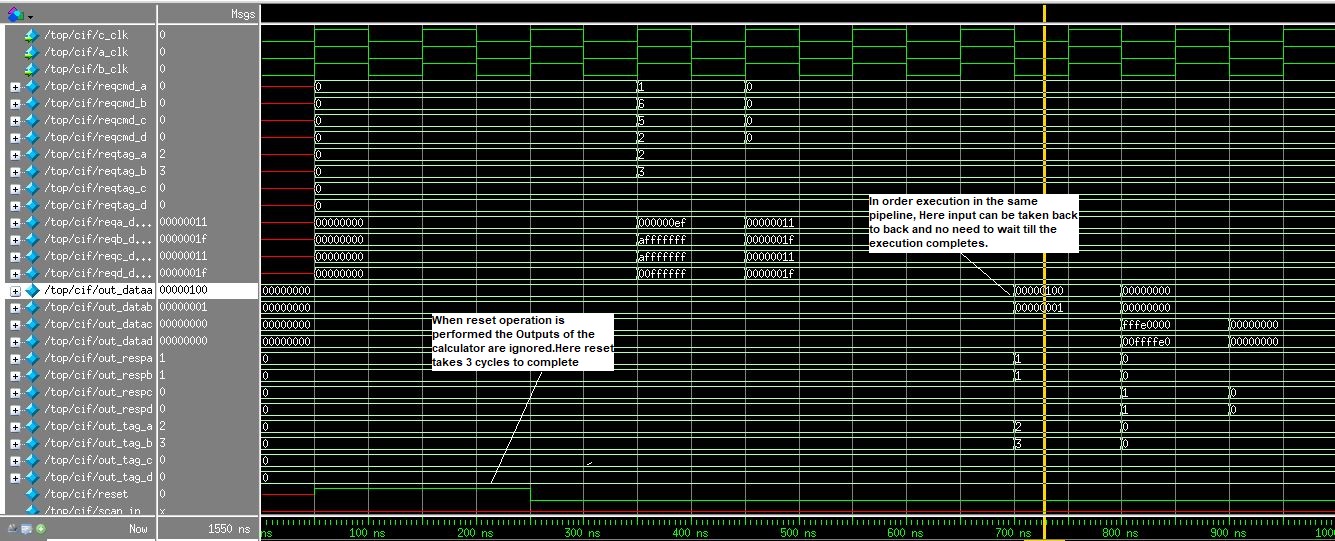 Msgs
/top/cif/c_clk 0
/top/cif/a_clk 0
/top/cif/b_clk 0
/top/cif/reqcmd_a 0 0 1 0
/top/cif/reqcmd_b 0 0 6 0
/top/cif/reqcmd_c 0 0 5 0
/top/cif/reqcmd_d 0 0 2 0
/top/cif/reqtag_a 2 0 2
/top/cif/reqtag_b 3 0 3
/top/cif/reqtag_c 0 0
/top/cif/reqtag_d 0 0
/top/cif/reqa_d... 00000011 00000000 000000ef 00000011
/top/cif/reqb_d... 0000001f 00000000 afffffff 0000001f
/top/cif/reqc_d... 00000011 00000000 afffffff 00000011
/top/cif/reqd_d... 0000001f 00000000 00ffffff 0000001f
In order execution in the same
pipeline, Here input can be taken back
to back and no need to wait till the
execution completes.
/top/cif/out_dataa 00000100 00000000 00000100 00000000
/top/cif/out_datab 00000001 00000000 00000001 00000000
/top/cif/out_datac 00000000 00000000 fffe0000 00000000
/top/cif/out_datad 00000000 00000000 00ffffe0 00000000
When reset operation is
performed the Outputs of the
calculator are ignored.Here reset
takes 3 cycles to complete
/top/cif/out_respa 1 0 1 0
/top/cif/out_respb 1 0 1 0
/top/cif/out_respc 0 0 1 0
/top/cif/out_respd 0 0 1 0
/top/cif/out_tag_a 2 0 2 0
/top/cif/out_tag_b 3 0 3 0
/top/cif/out_tag_c 0 0
/top/cif/out_tag_d 0 0
/top/cif/reset 0
/top/cif/scan_in x
Now 1550 ns ns 100 ns 200 ns 300 ns 400 ns 500 ns 600 ns 700 ns 800 ns 900 ns 1000